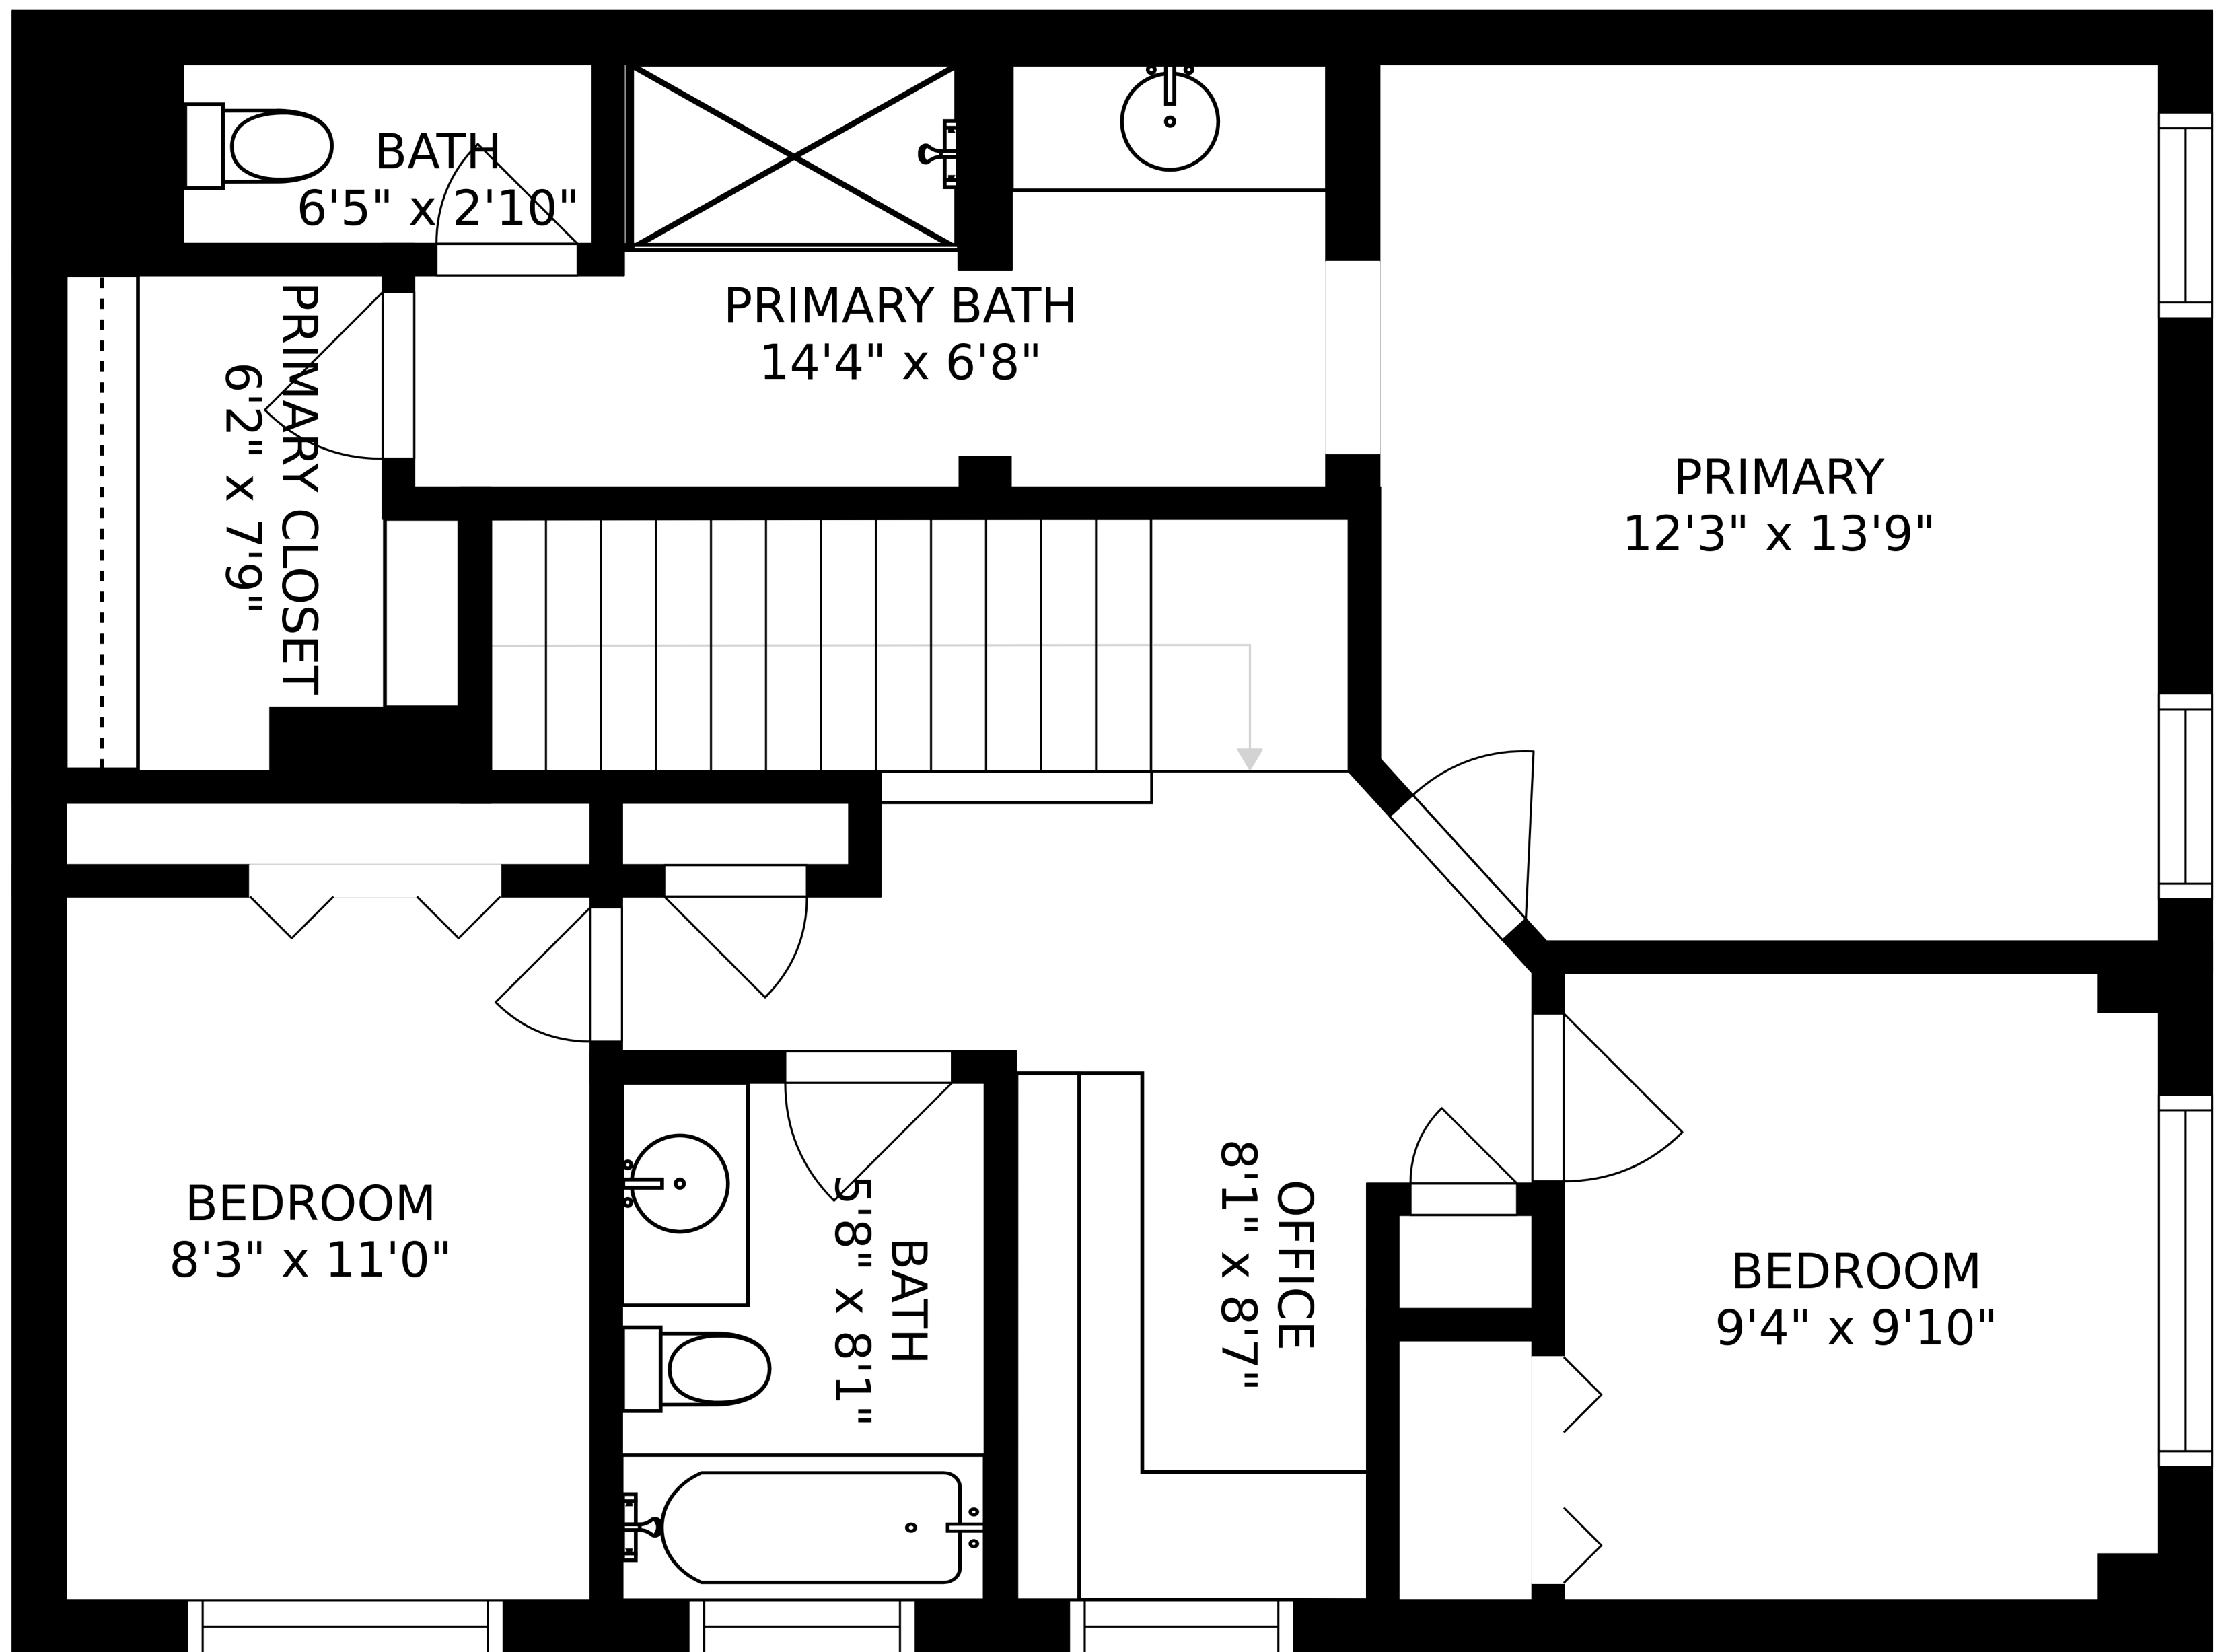 BATH
6'5" x 2'10"
PRIMARY BATH
14'4" x 6'8"
PRIMARY CLOSET
6'2" x 7'9"
PRIMARY
12'3" x 13'9"
BEDROOM
8'3" x 11'0"
BATH
5'8" x 8'1"
OFFICE
8'1" x 8'7"
BEDROOM
9'4" x 9'10"